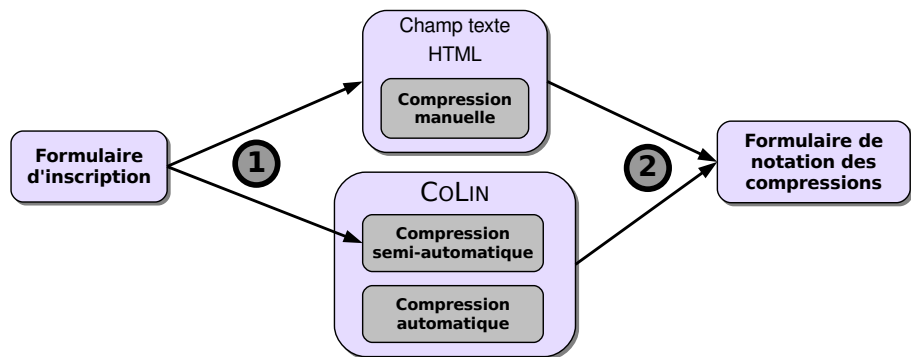 Champ texte
HTML
Compression
manuelle
Formulaire
d'inscription
1
2
Formulaire de
notation des
compressions
COLIN
Compression
semi-automatique
Compression
automatique